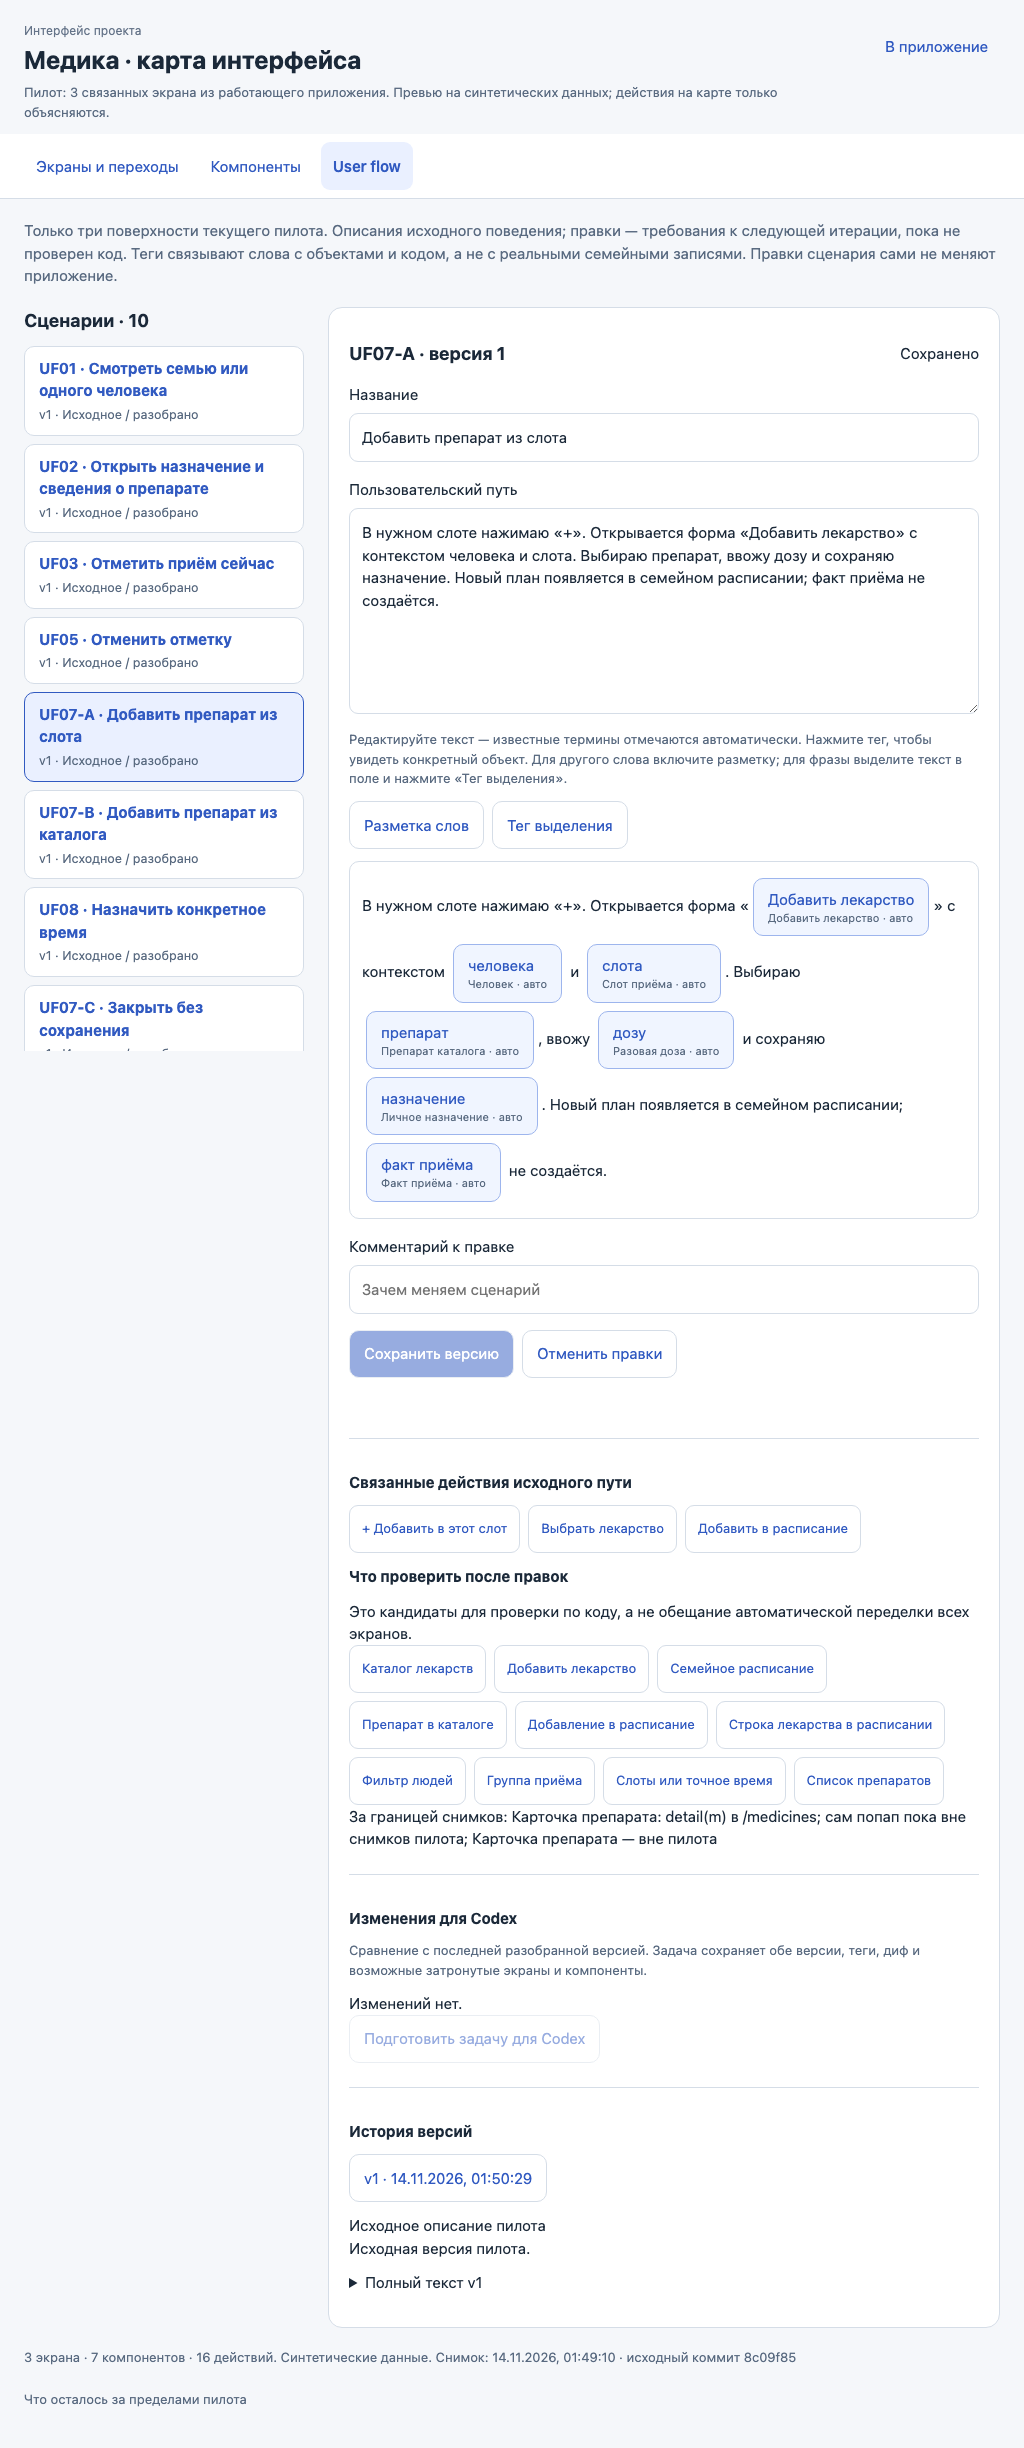 Интерфейс проекта
Медика · карта интерфейса
В приложение
Пилот: 3 связанных экрана из работающего приложения. Превью на синтетических данных; действия на карте только
объясняются.
Экраны и переходы
Компоненты
User flow
Только три поверхности текущего пилота. Описания исходного поведения; правки — требования к следующей итерации, пока не
проверен код. Теги связывают слова с объектами и кодом, а не с реальными семейными записями. Правки сценария сами не меняют
приложение.
Сценарии · 10
UF01 · Смотреть семью или
одного человека
v1 · Исходное / разобрано
UF02 · Открыть назначение и
сведения о препарате
v1 · Исходное / разобрано
UF03 · Отметить приём сейчас
v1 · Исходное / разобрано
UF05 · Отменить отметку
v1 · Исходное / разобрано
UF07-A · Добавить препарат из
слота
v1 · Исходное / разобрано
UF07-B · Добавить препарат из
каталога
v1 · Исходное / разобрано
UF08 · Назначить конкретное
время
v1 · Исходное / разобрано
UF07-C · Закрыть без
сохранения
UF07-A · версия 1
Сохранено
Название
Добавить препарат из слота
Пользовательский путь
В нужном слоте нажимаю «+». Открывается форма «Добавить лекарство» с
контекстом человека и слота. Выбираю препарат, ввожу дозу и сохраняю
назначение. Новый план появляется в семейном расписании; факт приёма не
создаётся.
Редактируйте текст — известные термины отмечаются автоматически. Нажмите тег, чтобы
увидеть конкретный объект. Для другого слова включите разметку; для фразы выделите текст в
поле и нажмите «Тег выделения».
Разметка слов
Тег выделения
В нужном слоте нажимаю «+». Открывается форма « Добавить лекарство » с
Добавить лекарство · авто
контекстом человека и слота . Выбираю
Человек · авто
Слот приёма · авто
препарат , ввожу дозу и сохраняю
Препарат каталога · авто
Разовая доза · авто
назначение . Новый план появляется в семейном расписании;
Личное назначение · авто
факт приёма не создаётся.
Факт приёма · авто
Комментарий к правке
Зачем меняем сценарий
Сохранить версию
Отменить правки
Связанные действия исходного пути
+ Добавить в этот слот
Выбрать лекарство
Добавить в расписание
Что проверить после правок
Это кандидаты для проверки по коду, а не обещание автоматической переделки всех
экранов.
Каталог лекарств
Добавить лекарство
Семейное расписание
Препарат в каталоге
Добавление в расписание
Строка лекарства в расписании
Фильтр людей
Группа приёма
Слоты или точное время
Список препаратов
За границей снимков: Карточка препарата: detail(m) в /medicines; сам попап пока вне
снимков пилота; Карточка препарата — вне пилота
Изменения для Codex
Сравнение с последней разобранной версией. Задача сохраняет обе версии, теги, диф и
возможные затронутые экраны и компоненты.
Изменений нет.
Подготовить задачу для Codex
История версий
v1 · 14.11.2026, 01:50:29
Исходное описание пилота
Исходная версия пилота.
Полный текст v1
3 экрана · 7 компонентов · 16 действий. Синтетические данные. Снимок: 14.11.2026, 01:49:10 · исходный коммит 8c09f85
Что осталось за пределами пилота